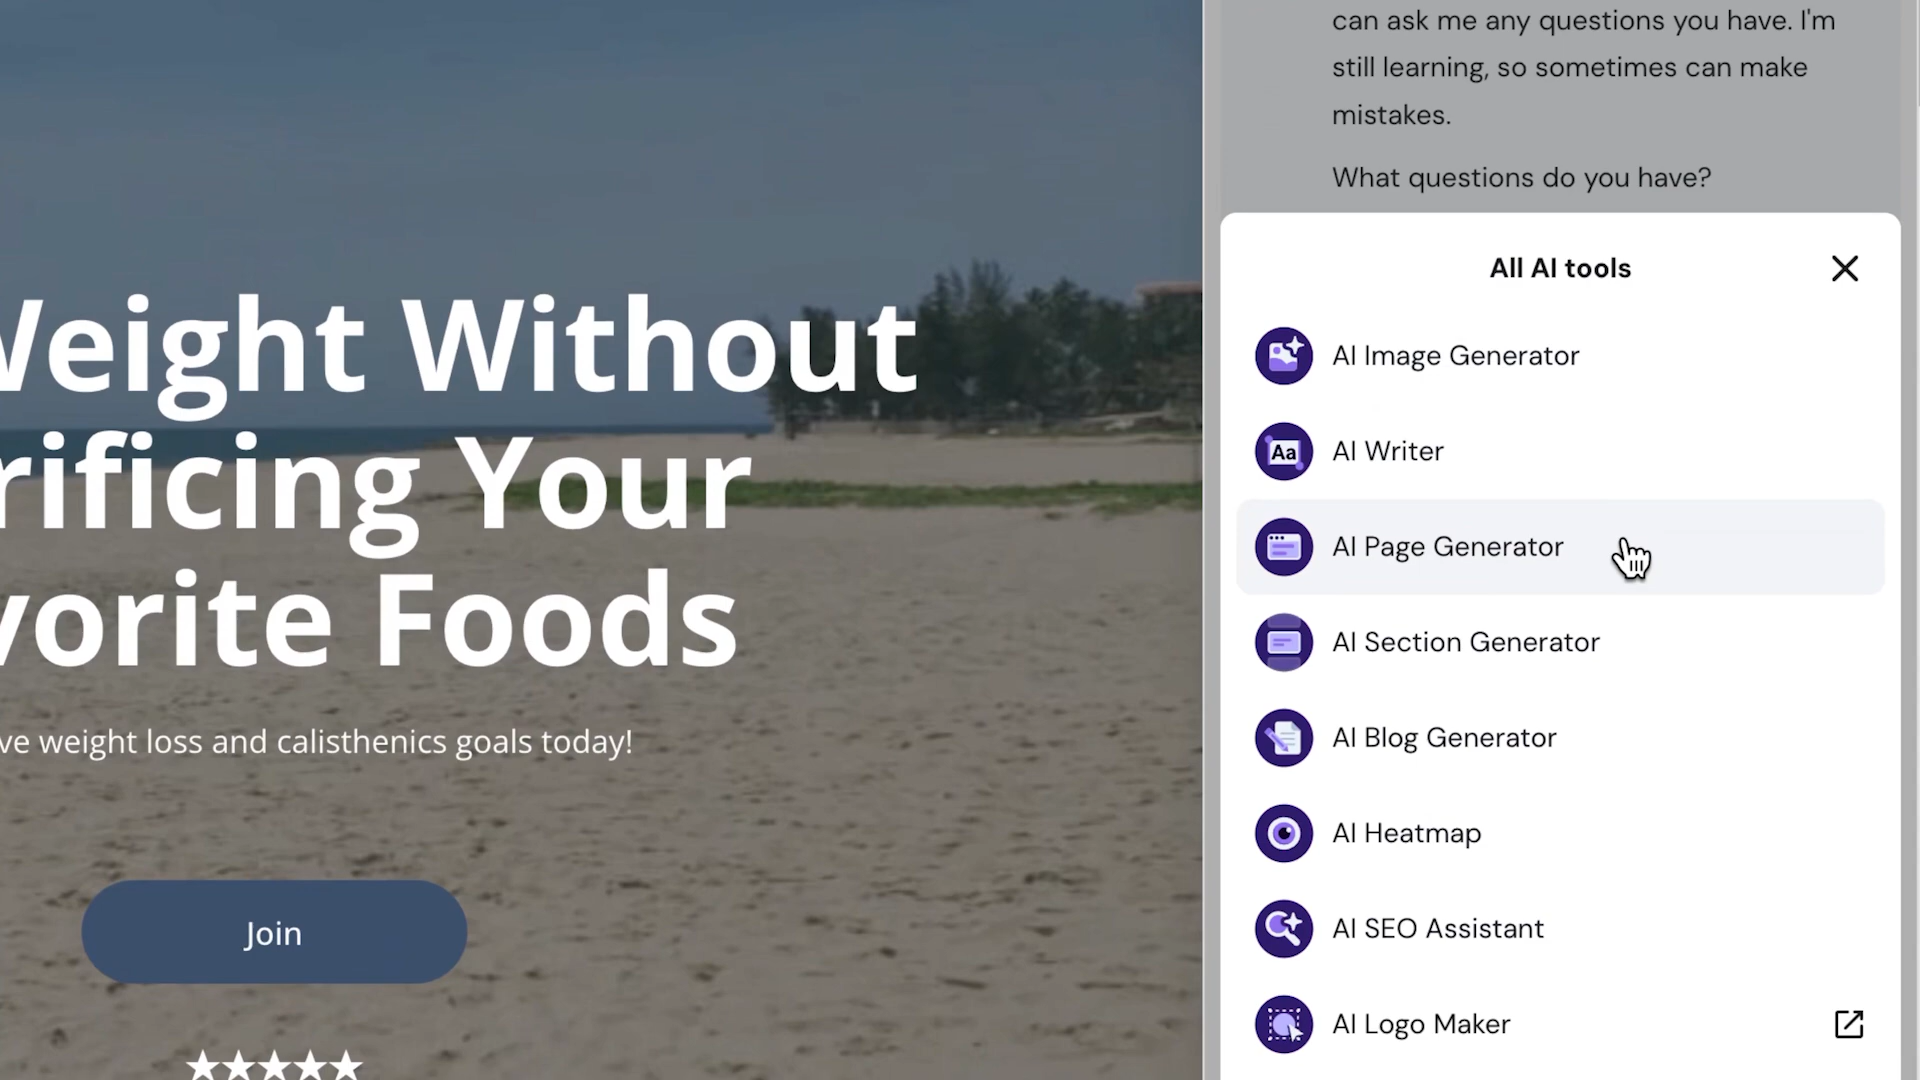 Weight Without
rificing Your
vorite Foods
ve weight loss and calisthenics goals today!
Join
can ask me any questions you have. I'm
still learning, so sometimes can make
mistakes.
What questions do you have?
All AI tools
AI Image Generator
Aa
AI Writer
AI Page Generator
AI Section Generator
AI Blog Generator
AI Heatmap
AI SEO Assistant
AI Logo Maker